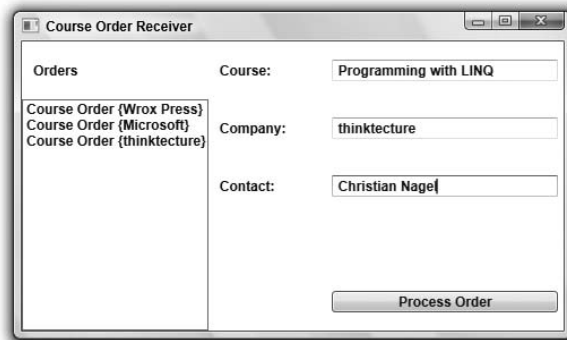 Course Order Receiver
Orders
Course Order {Wrox Press}
Course Order {Microsoft}
Course Order {thinktecture}
Course: Programming with LINQ
Company: thinktecture
Contact: Christian Nagel
Process Order